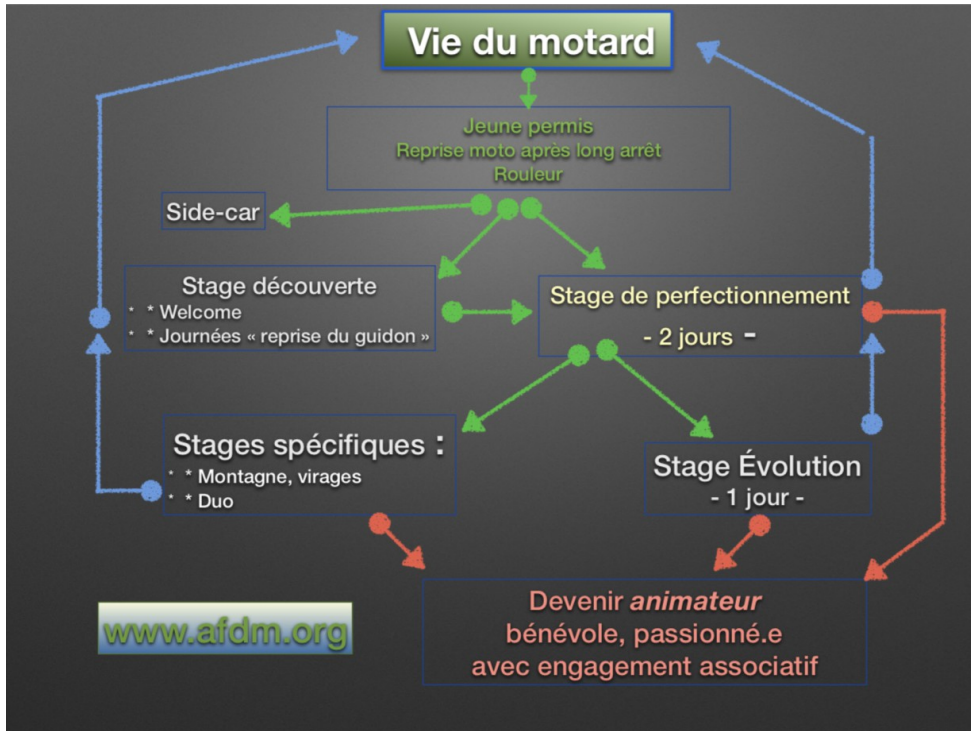 Vie du motard
Jeune permis
Reprise moto après long arrêt
Rouleur
Side-car
Stage découverte
* * Welcome
* * Journées « reprise du guidon »
Stage de perfectionnement
- 2 jours -
Stages spécifiques :
* * Montagne, virages
* * Duo
Stage Évolution
- 1 jour -
Devenir animateur
bénévole, passionné.e
avec engagement associatif
www.afdm.org